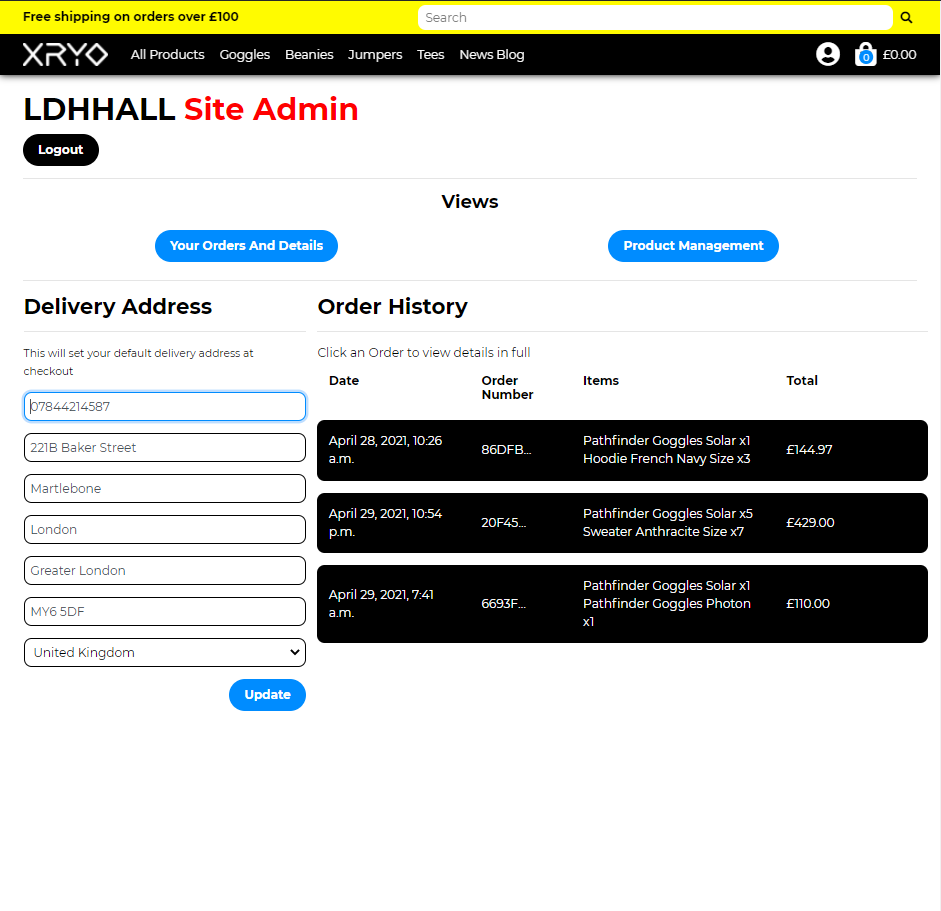 Free shipping on orders over £100
Search
XRYO
All Products Goggles Beanies Jumpers Tees News Blog
0 £0.00
LDHHALL Site Admin
Logout
Views
Your Orders And Details
Product Management
Delivery Address
This will set your default delivery address at
checkout
07844214587
221B Baker Street
Martlebone
London
Greater London
MY6 5DF
United Kingdom
Update
Order History
Click an Order to view details in full
Date Order Number Items Total
April 28, 2021, 10:26
a.m.
86DFB...
Pathfinder Goggles Solar x1
Hoodie French Navy Size x3
£144.97
April 29, 2021, 10:54
p.m.
20F45...
Pathfinder Goggles Solar x5
Sweater Anthracite Size x7
£429.00
April 29, 2021, 7:41
a.m.
6693F...
Pathfinder Goggles Solar x1
Pathfinder Goggles Photon
x1
£110.00